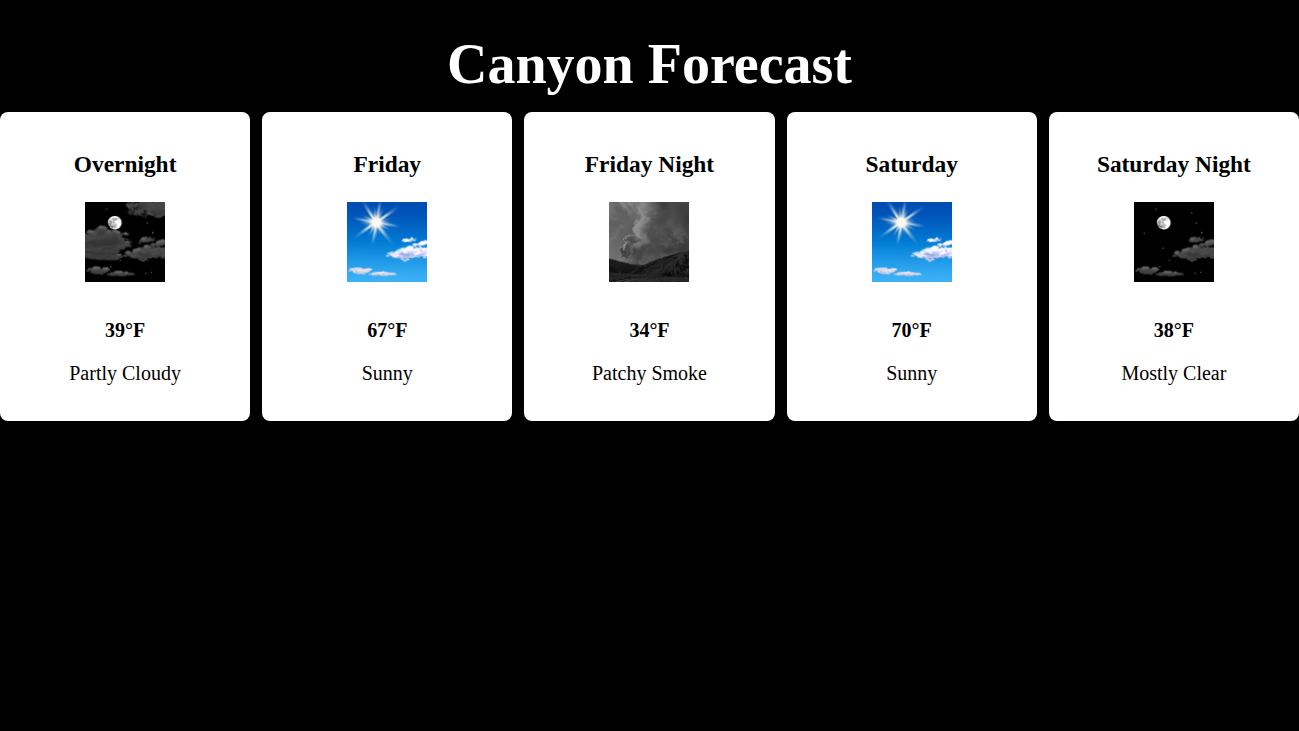 Canyon Forecast
Overnight
39°F
Partly Cloudy
Friday
67°F
Sunny
Friday Night
34°F
Patchy Smoke
Saturday
70°F
Sunny
Saturday Night
38°F
Mostly Clear